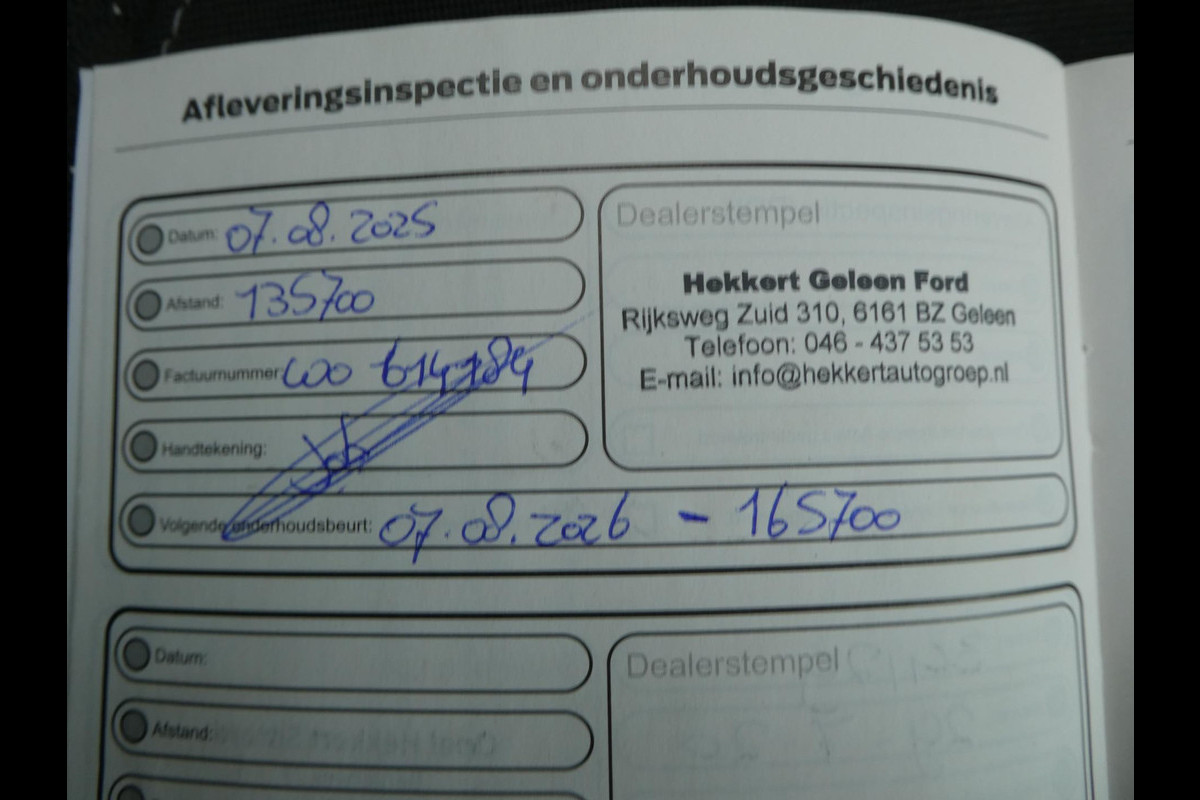 Afleveringsinspectie en onderhoudsgeschiedenis
Datum: 07.08.2025
Afstand: 135700
Factuurnummer: WO 614784
Handtekening:
Volgende onderhoudsbeurt: 07.08.2026 - 165700
Dealerstempel
Hekkert Geleen Ford
Rijksweg Zuid 310, 6161 BZ Geleen
Telefoon: 046 - 437 53 53
E-mail: info@hekkertautogroep.nl
Datum:
Afstand:
Dealerstempel